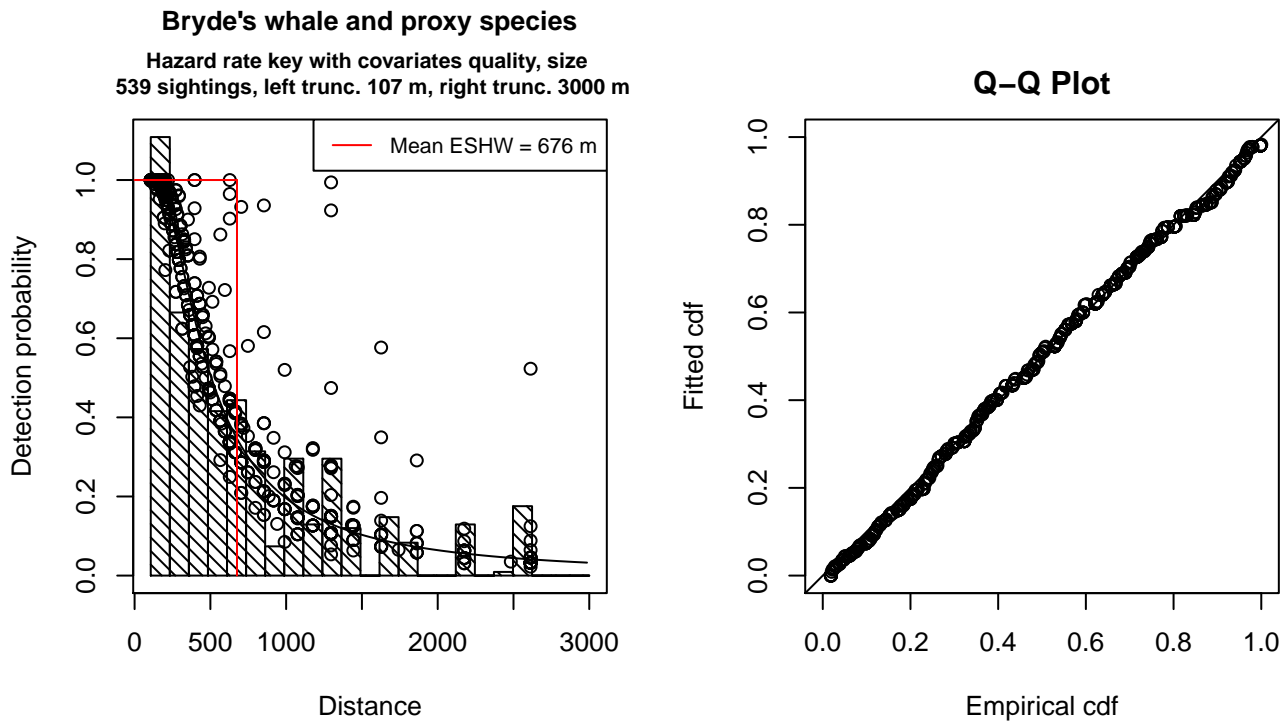 Bryde's whale and proxy species
Hazard rate key with covariates quality, size
539 sightings, left trunc. 107 m, right trunc. 3000 m
Mean ESHW = 676 m
Detection probability
0.0 0.2 0.4 0.6 0.8 1.0
0 500 1000 2000 3000
Distance
Q−Q Plot
Fitted cdf
0.0 0.2 0.4 0.6 0.8 1.0
0.0 0.2 0.4 0.6 0.8 1.0
Empirical cdf